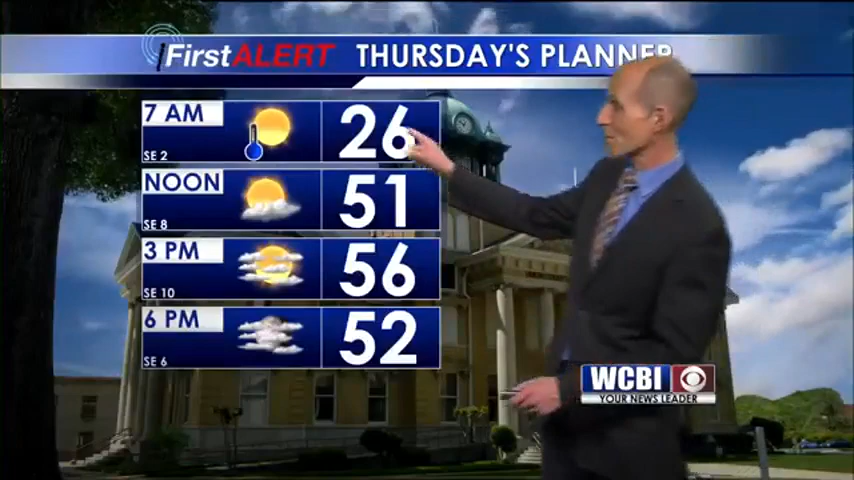 FirstALERT THURSDAY'S PLANNER
7 AM
26
SE 2
NOON
51
SE 8
3 PM
56
SE 10
6 PM
52
SE 6
WCBI
YOUR NEWS LEADER